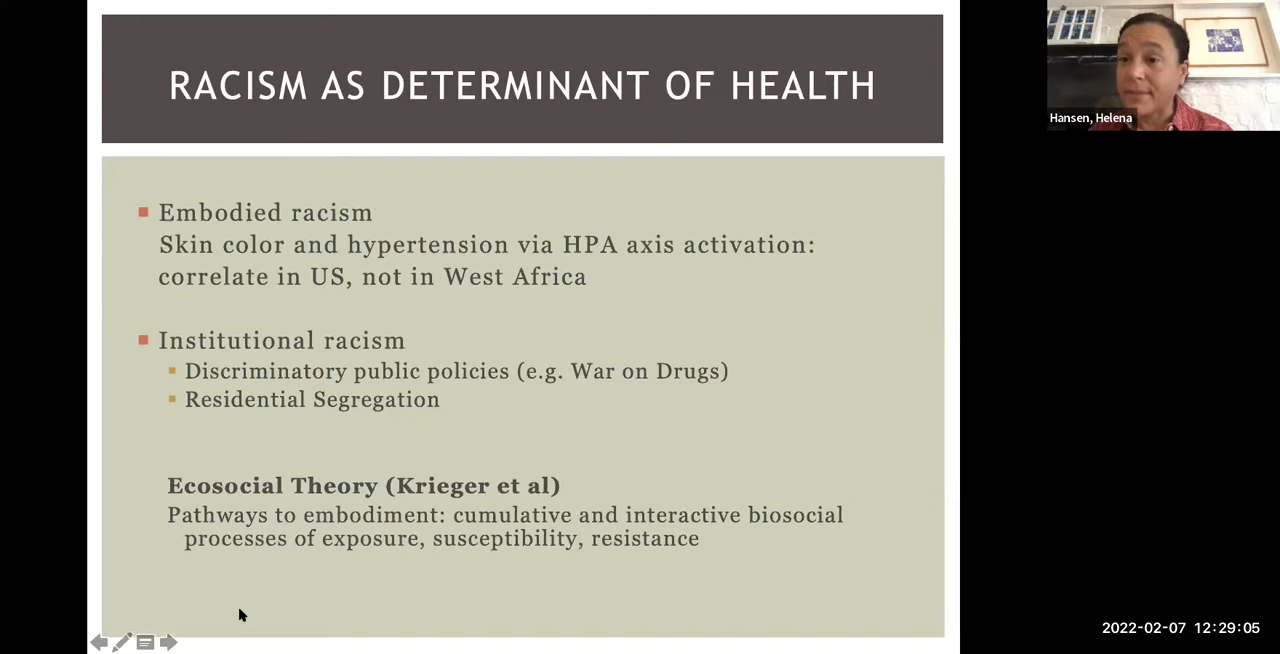 RACISM AS DETERMINANT OF HEALTH
Embodied racism
Skin color and hypertension via HPA axis activation:
correlate in US, not in West Africa
Institutional racism
Discriminatory public policies (e.g. War on Drugs)
Residential Segregation
Ecosocial Theory (Krieger et al)
Pathways to embodiment: cumulative and interactive biosocial
processes of exposure, susceptibility, resistance
Hansen, Helena
2022-02-07 12:29:05